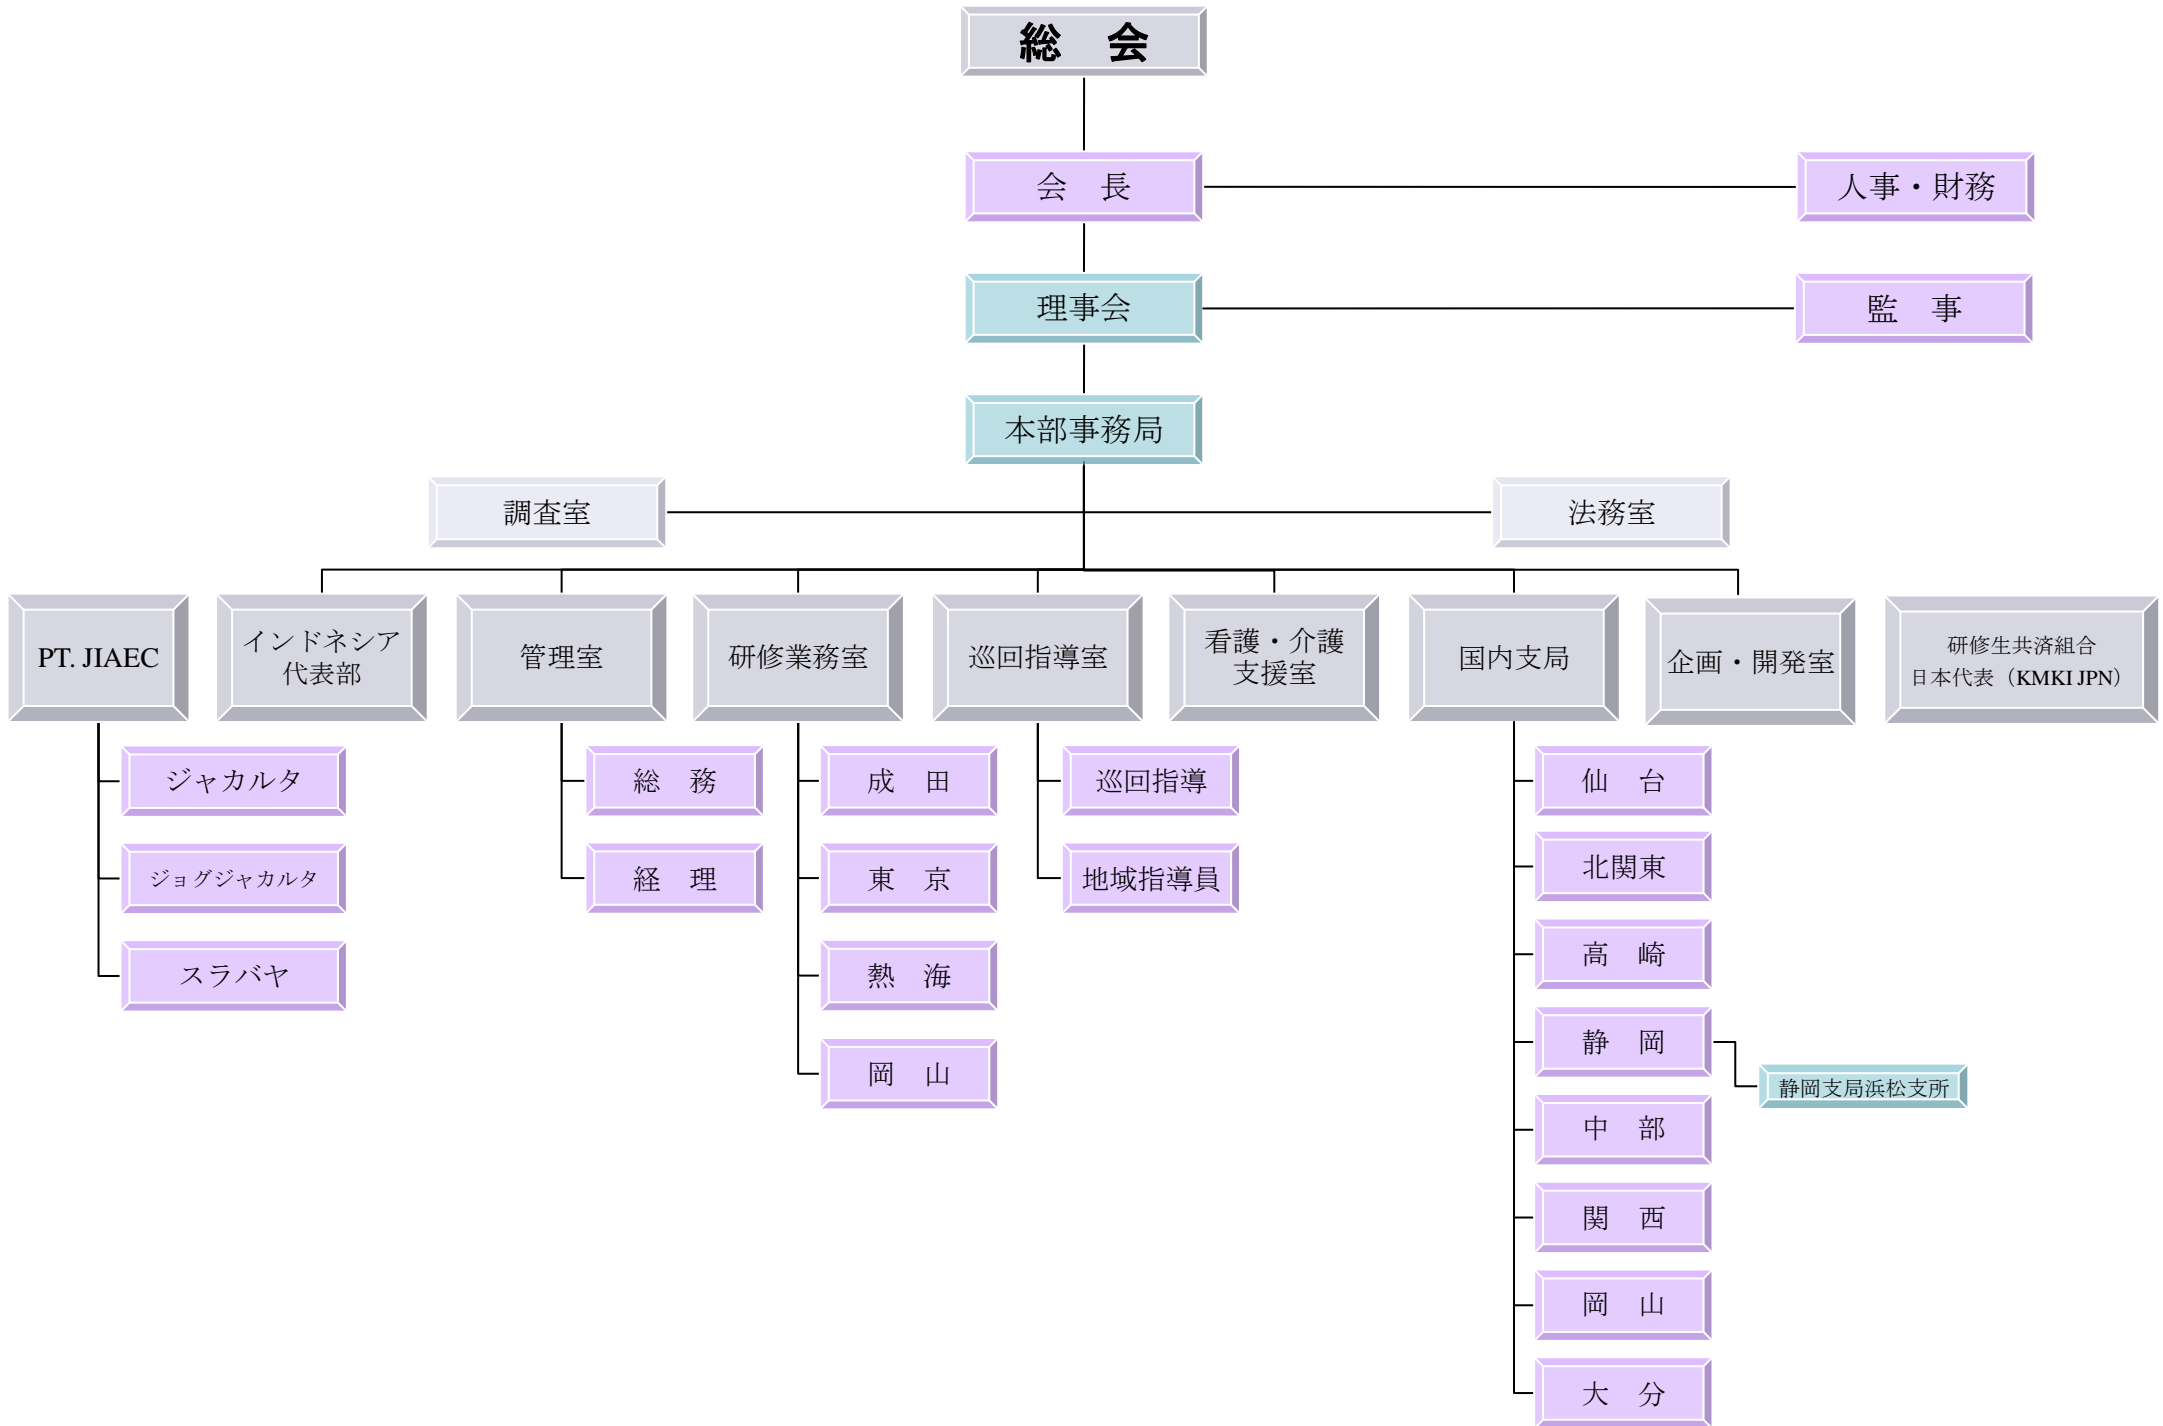 総　会
会　長
人事・財務
理事会
監　事
本部事務局
調査室
法務室
PT. JIAEC
インドネシア
代表部
管理室
研修業務室
巡回指導室
看護・介護
支援室
国内支局
企画・開発室
研修生共済組合
日本代表（KMKI JPN）
ジャカルタ
ジョグジャカルタ
スラバヤ
総　務
経　理
成　田
東　京
熱　海
岡　山
巡回指導
地域指導員
仙　台
北関東
高　崎
静　岡
静岡支局浜松支所
中　部
関　西
岡　山
大　分